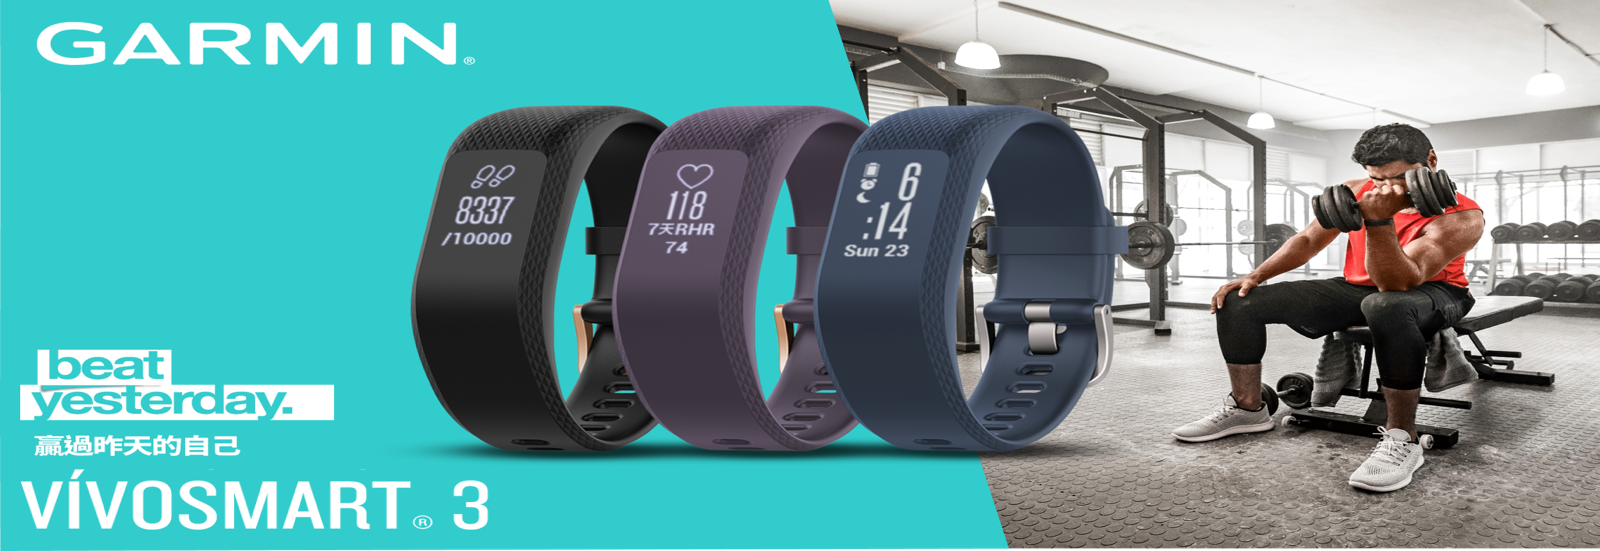 GARMIN®
8337
/10000
118
7天RHR
74
6
:14
Sun 23
beat
yesterday.
贏過昨天的自己
VÍVOSMART® 3